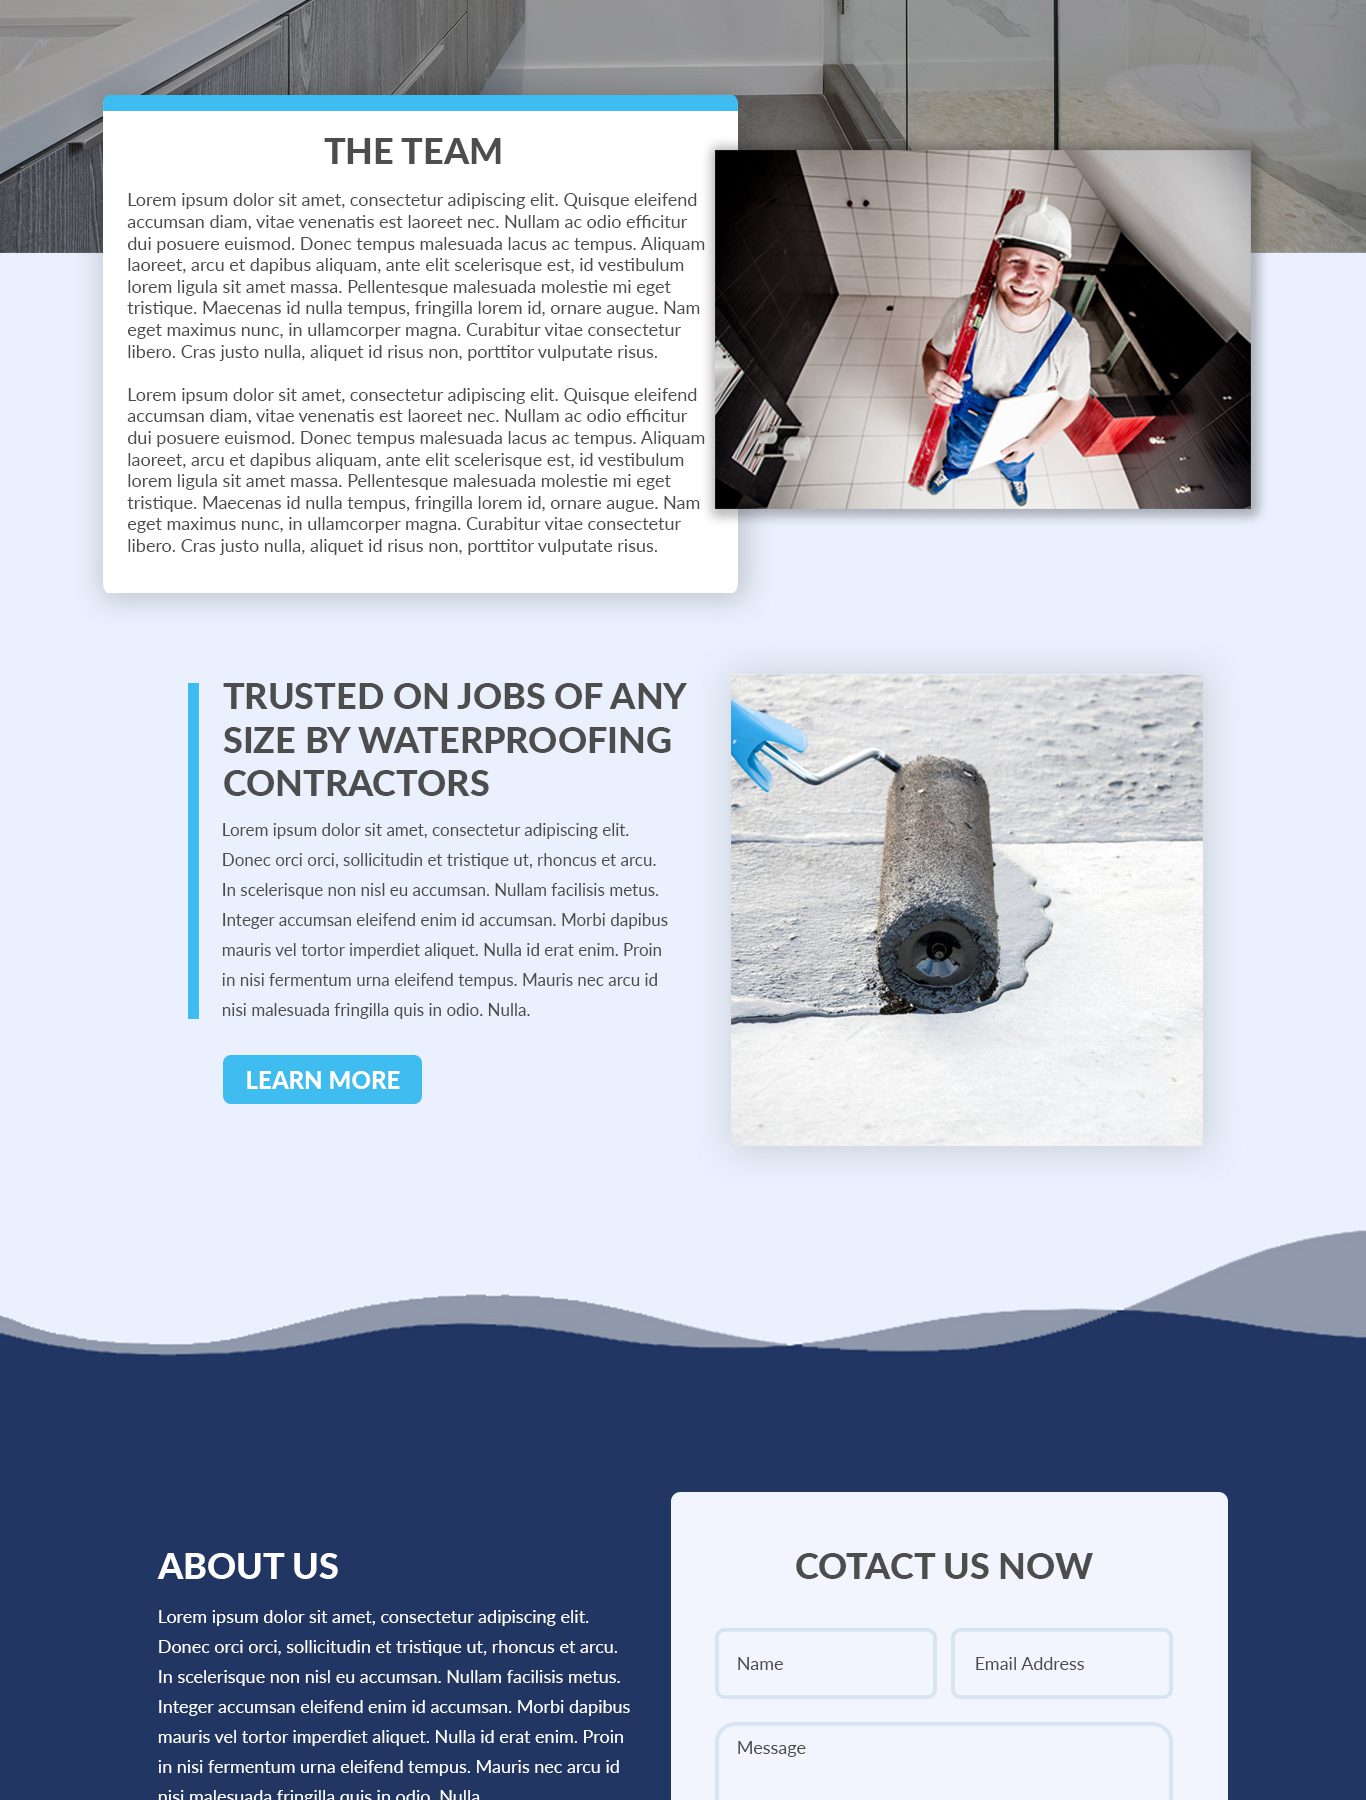 THE TEAM
Lorem ipsum dolor sit amet, consectetur adipiscing elit. Quisque eleifend
accumsan diam, vitae venenatis est laoreet nec. Nullam ac odio efficitur
dui posuere euismod. Donec tempus malesuada lacus ac tempus. Aliquam
laoreet, arcu et dapibus aliquam, ante elit scelerisque est, id vestibulum
lorem ligula sit amet massa. Pellentesque malesuada molestie mi eget
tristique. Maecenas id nulla tempus, fringilla lorem id, ornare augue. Nam
eget maximus nunc, in ullamcorper magna. Curabitur vitae consectetur
libero. Cras justo nulla, aliquet id risus non, porttitor vulputate risus.
Lorem ipsum dolor sit amet, consectetur adipiscing elit. Quisque eleifend
accumsan diam, vitae venenatis est laoreet nec. Nullam ac odio efficitur
dui posuere euismod. Donec tempus malesuada lacus ac tempus. Aliquam
laoreet, arcu et dapibus aliquam, ante elit scelerisque est, id vestibulum
lorem ligula sit amet massa. Pellentesque malesuada molestie mi eget
tristique. Maecenas id nulla tempus, fringilla lorem id, ornare augue. Nam
eget maximus nunc, in ullamcorper magna. Curabitur vitae consectetur
libero. Cras justo nulla, aliquet id risus non, porttitor vulputate risus.
TRUSTED ON JOBS OF ANY
SIZE BY WATERPROOFING
CONTRACTORS
Lorem ipsum dolor sit amet, consectetur adipiscing elit.
Donec orci orci, sollicitudin et tristique ut, rhoncus et arcu.
In scelerisque non nisl eu accumsan. Nullam facilisis metus.
Integer accumsan eleifend enim id accumsan. Morbi dapibus
mauris vel tortor imperdiet aliquet. Nulla id erat enim. Proin
in nisi fermentum urna eleifend tempus. Mauris nec arcu id
nisi malesuada fringilla quis in odio. Nulla.
LEARN MORE
ABOUT US
Lorem ipsum dolor sit amet, consectetur adipiscing elit.
Donec orci orci, sollicitudin et tristique ut, rhoncus et arcu.
In scelerisque non nisl eu accumsan. Nullam facilisis metus.
Integer accumsan eleifend enim id accumsan. Morbi dapibus
mauris vel tortor imperdiet aliquet. Nulla id erat enim. Proin
in nisi fermentum urna eleifend tempus. Mauris nec arcu id
nisi malesuada fringilla quis in odio. Nulla.
COTACT US NOW
Name
Email Address
Message